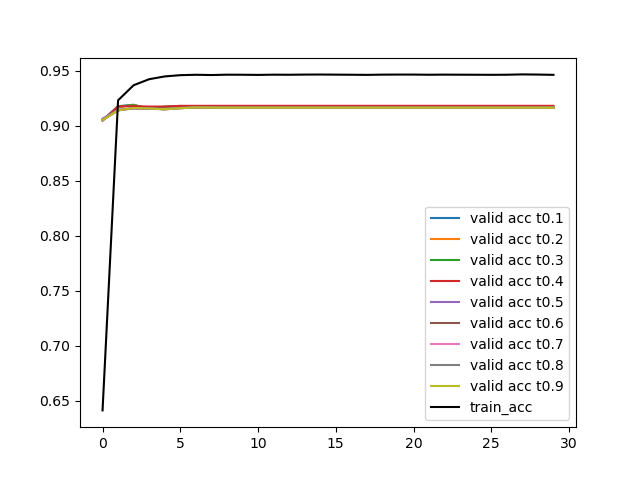 0.95
0.90
0.85
0.80
0.75
0.70
0.65
0 5 10 15 20 25 30
valid acc t0.1
valid acc t0.2
valid acc t0.3
valid acc t0.4
valid acc t0.5
valid acc t0.6
valid acc t0.7
valid acc t0.8
valid acc t0.9
train_acc